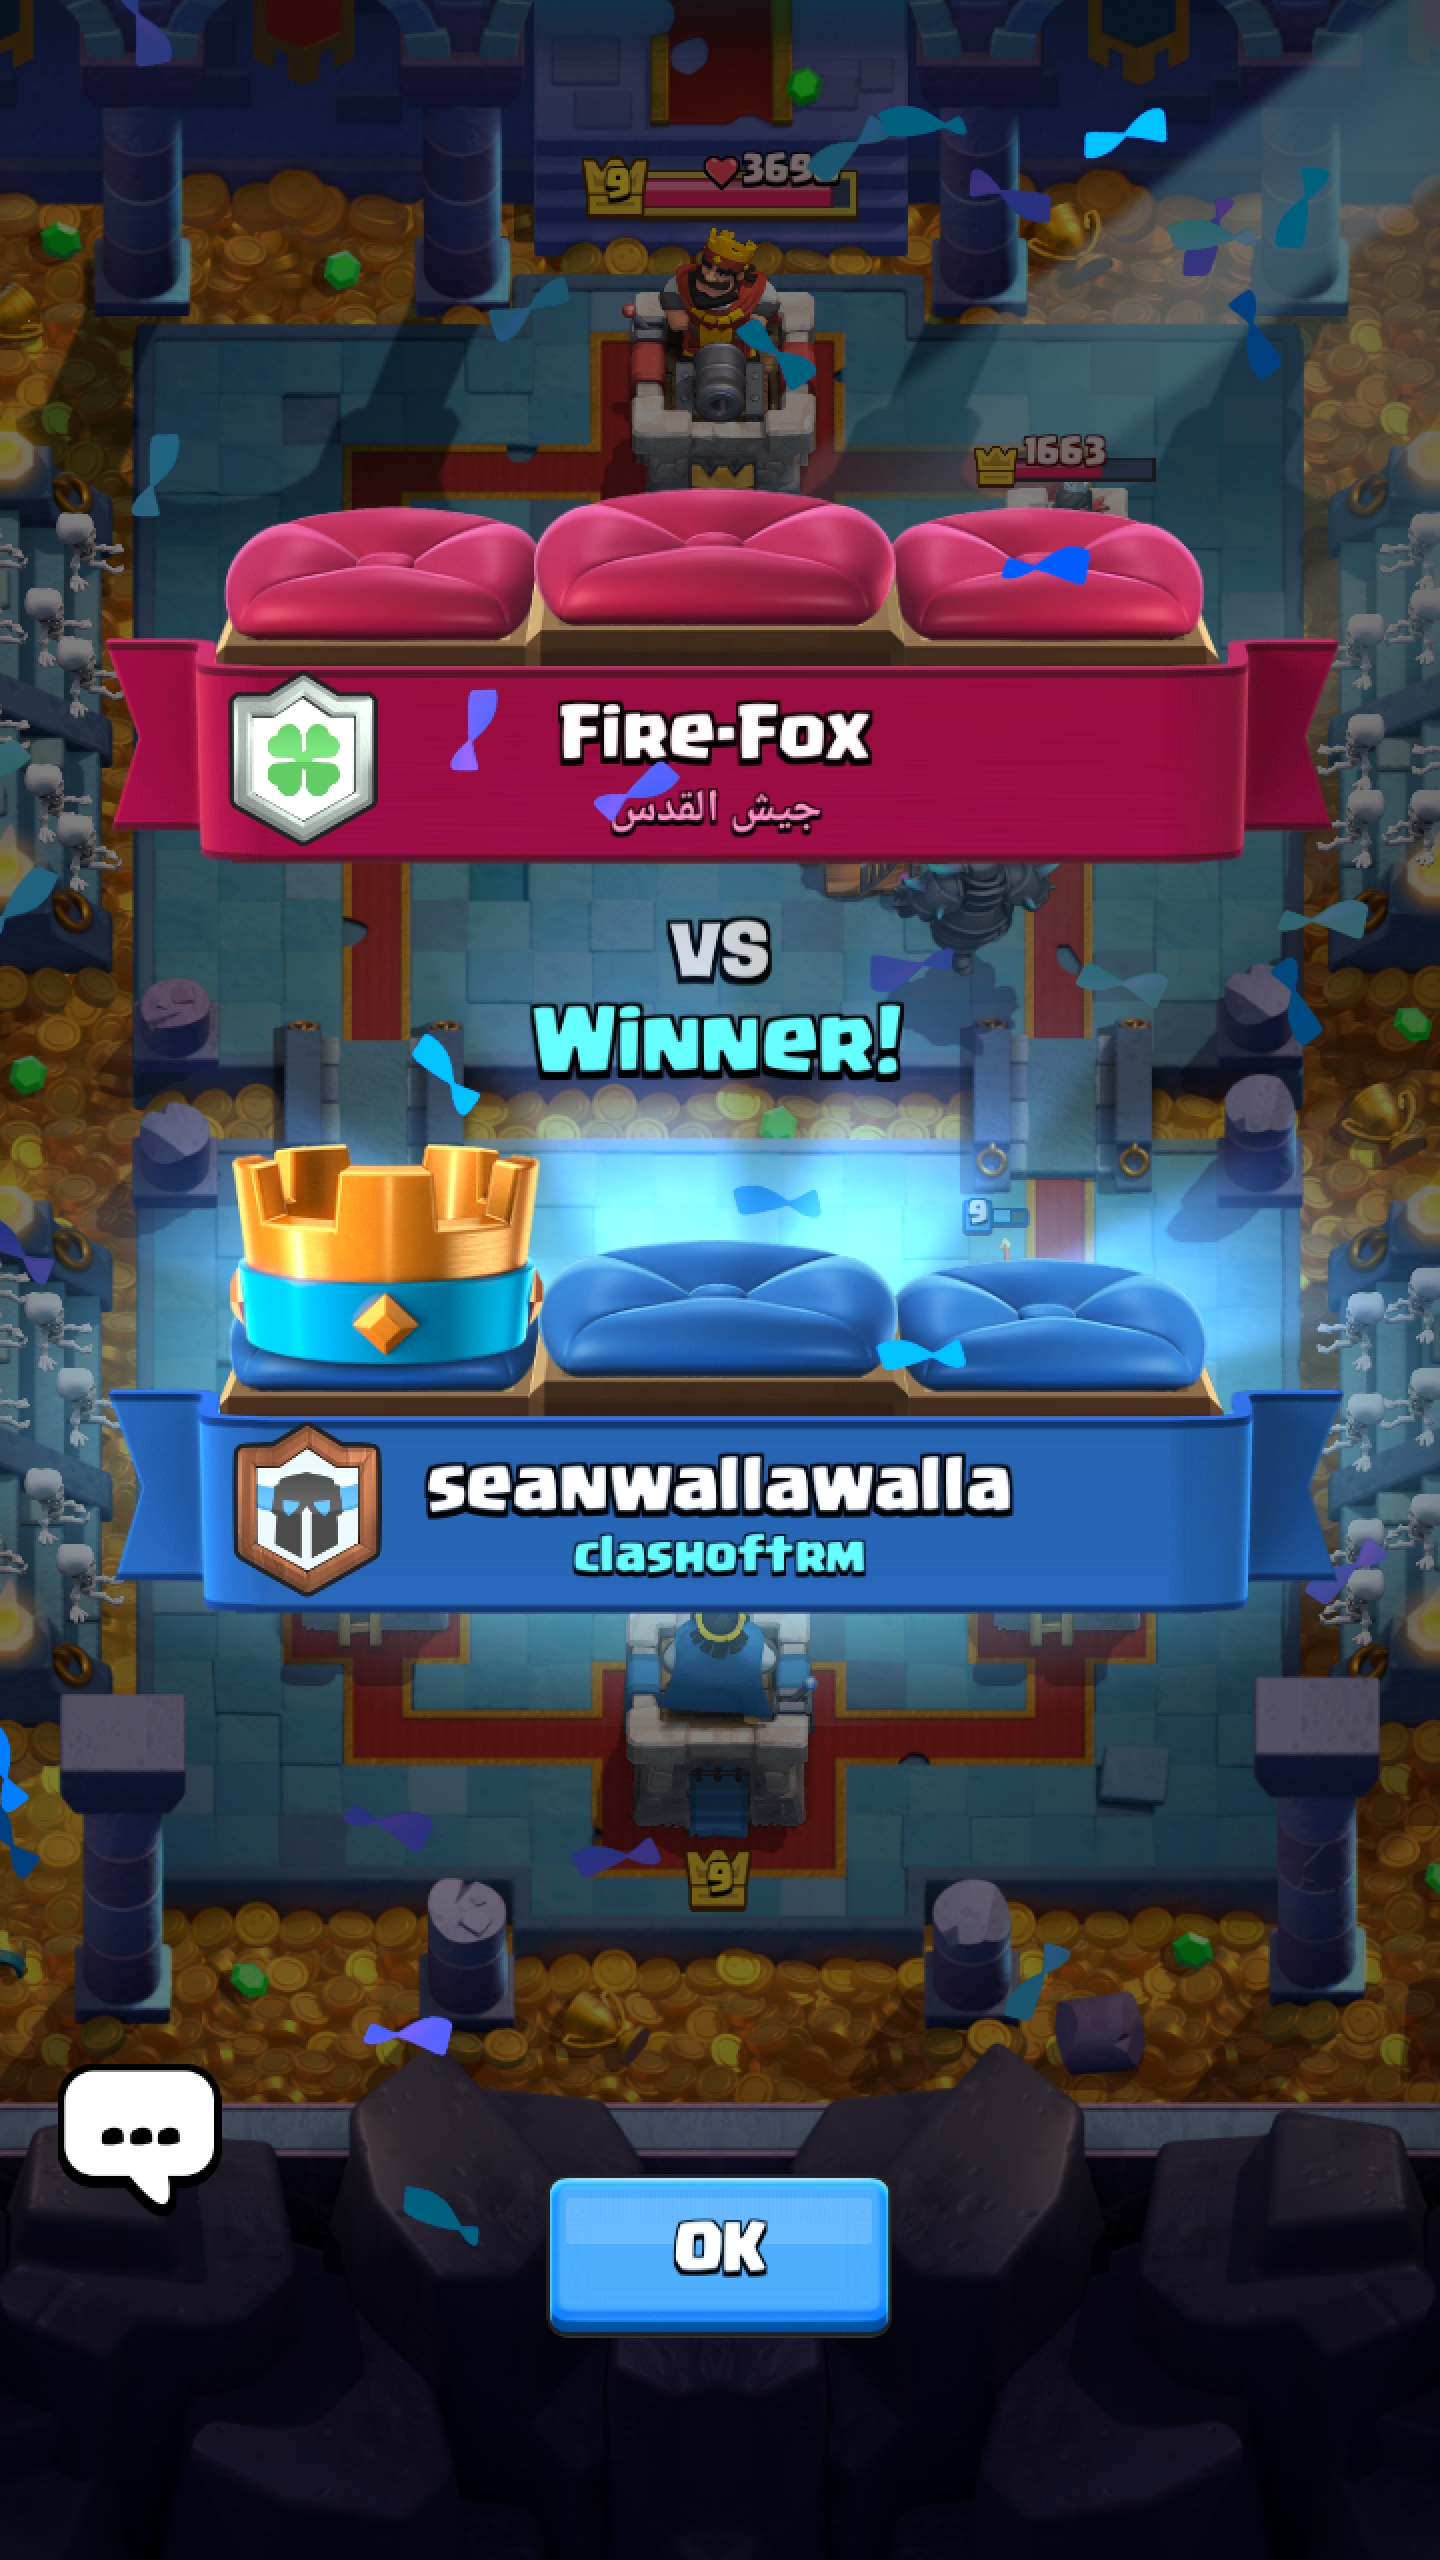 9
1663
Fire-Fox
جيش القدس
VS
Winner!
9
seanwallawalla
clashoftRM
9
OK